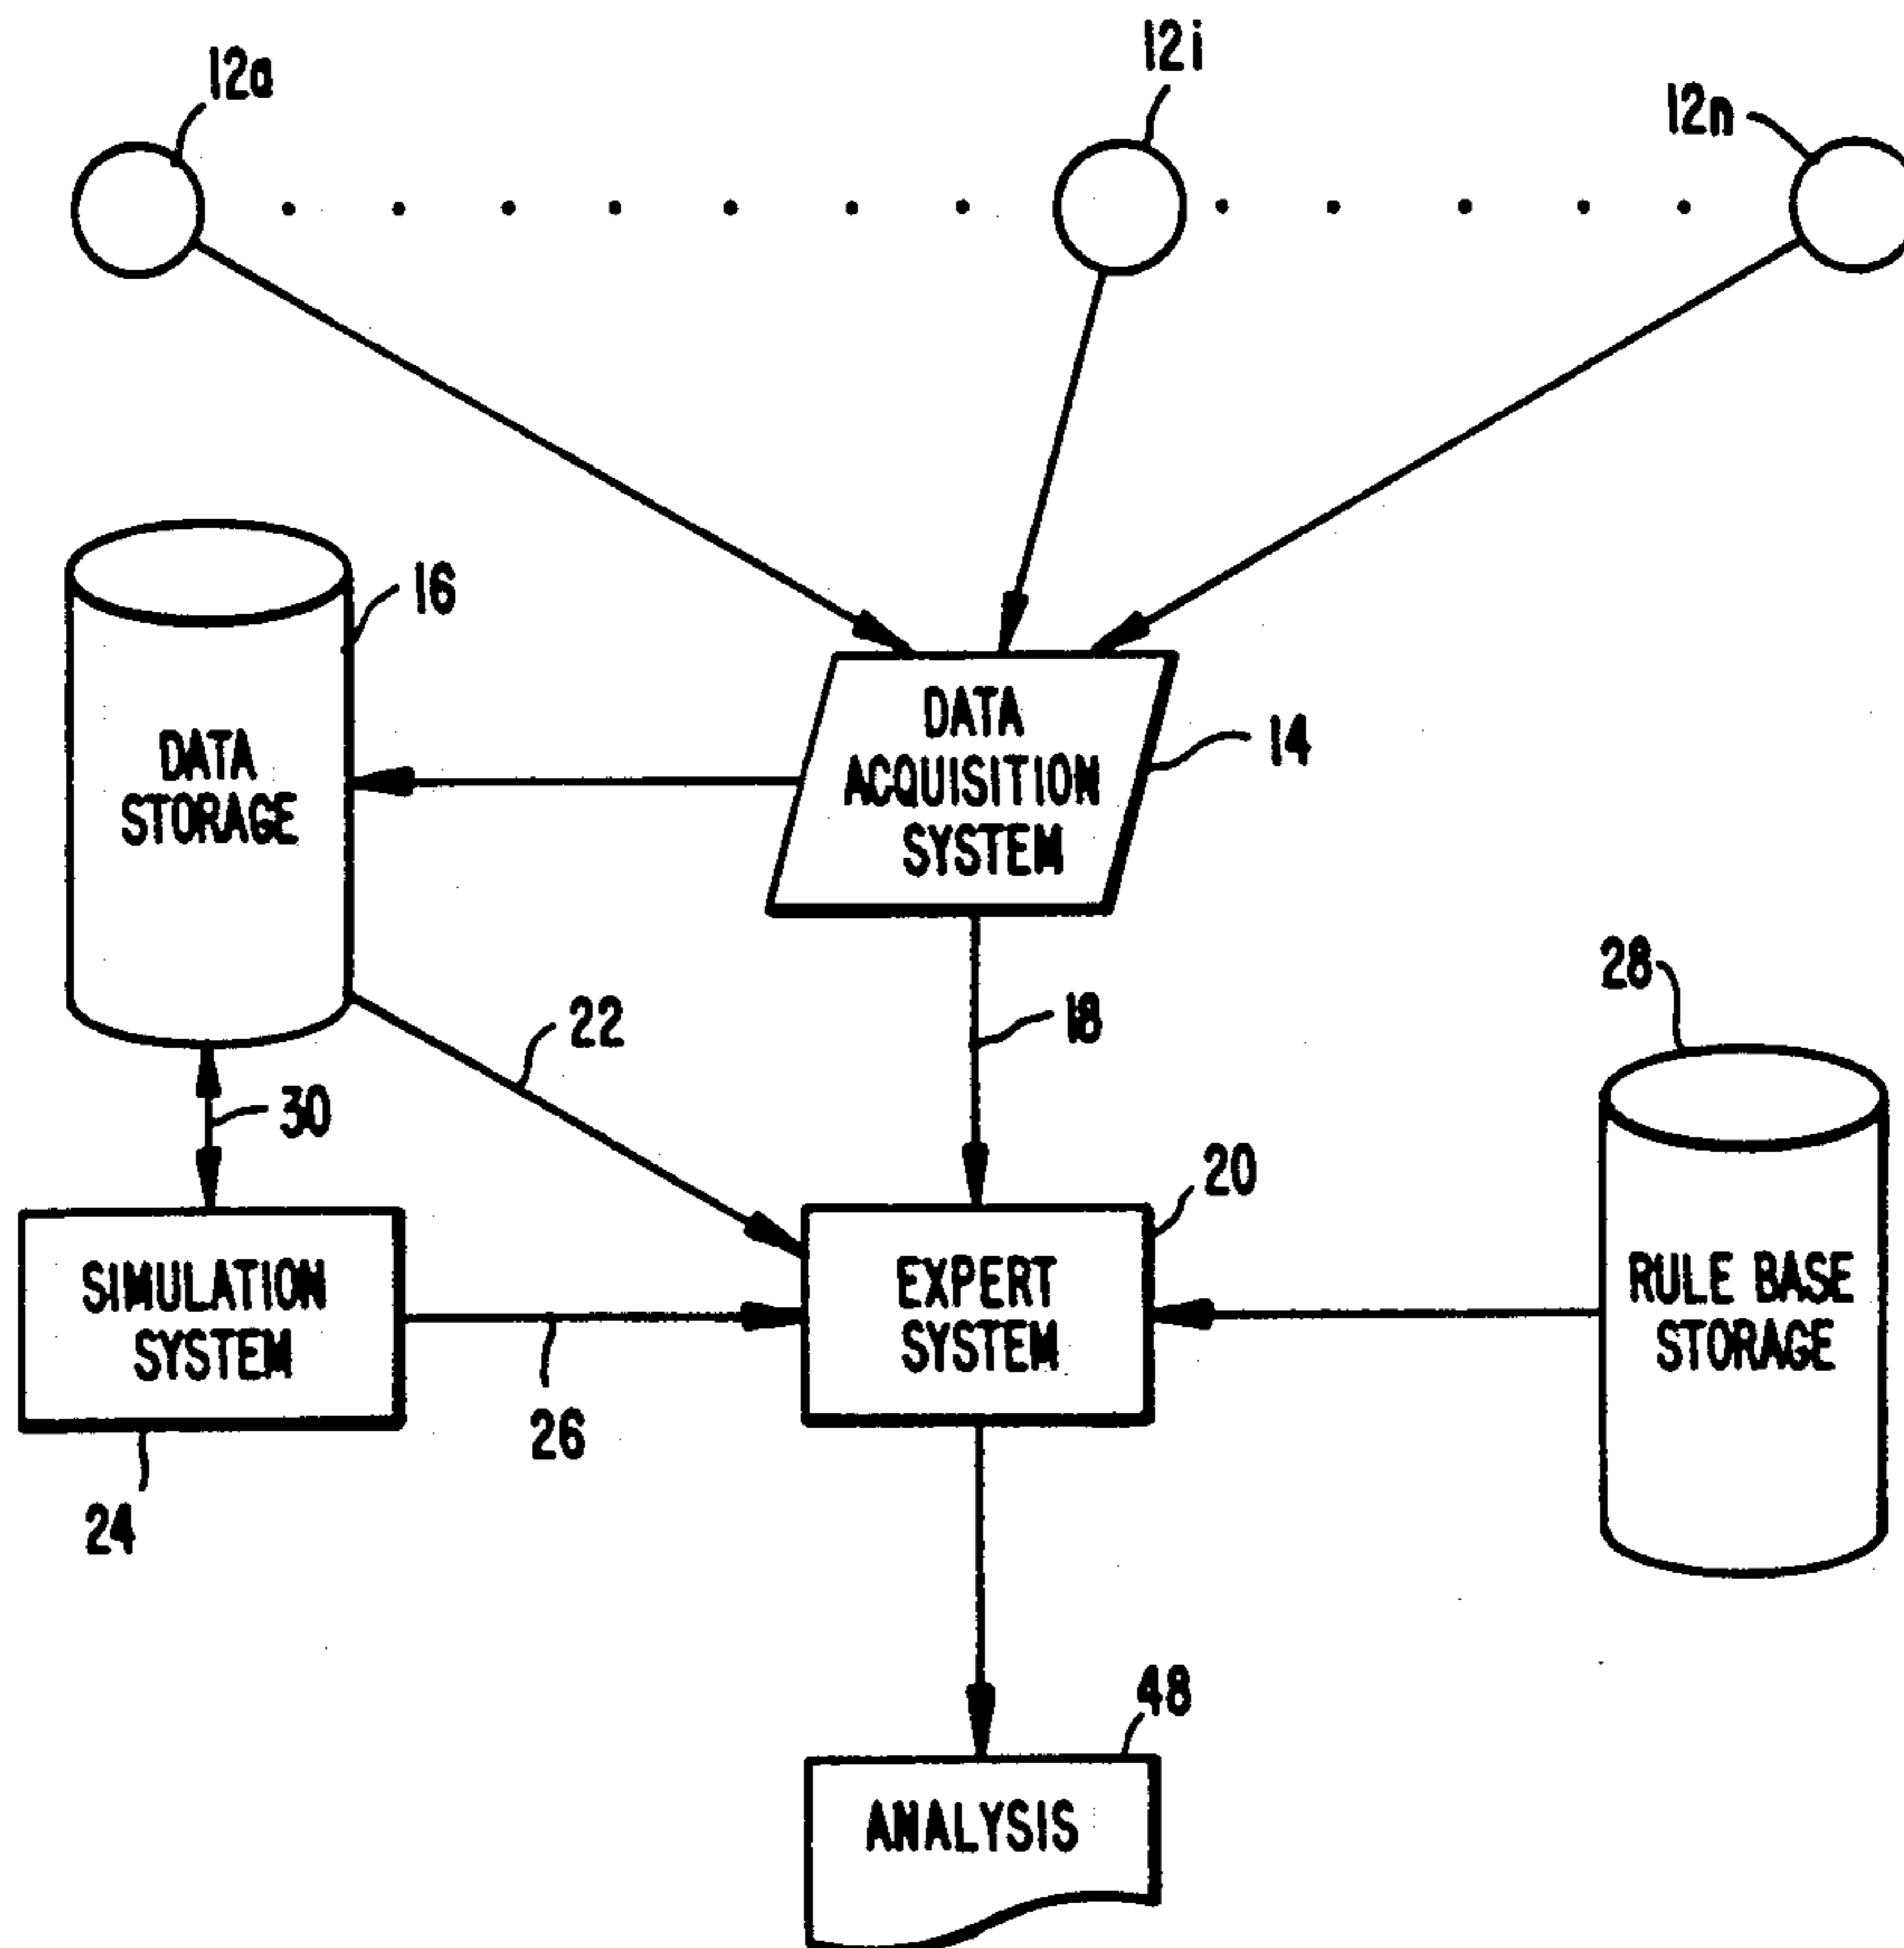 12a
12i
12n
16
DATA
STORAGE
DATA
ACQUISITION
SYSTEM
14
22
18
28
30
20
SIMULATION
SYSTEM
EXPERT
SYSTEM
RULE BASE
STORAGE
26
24
48
ANALYSIS